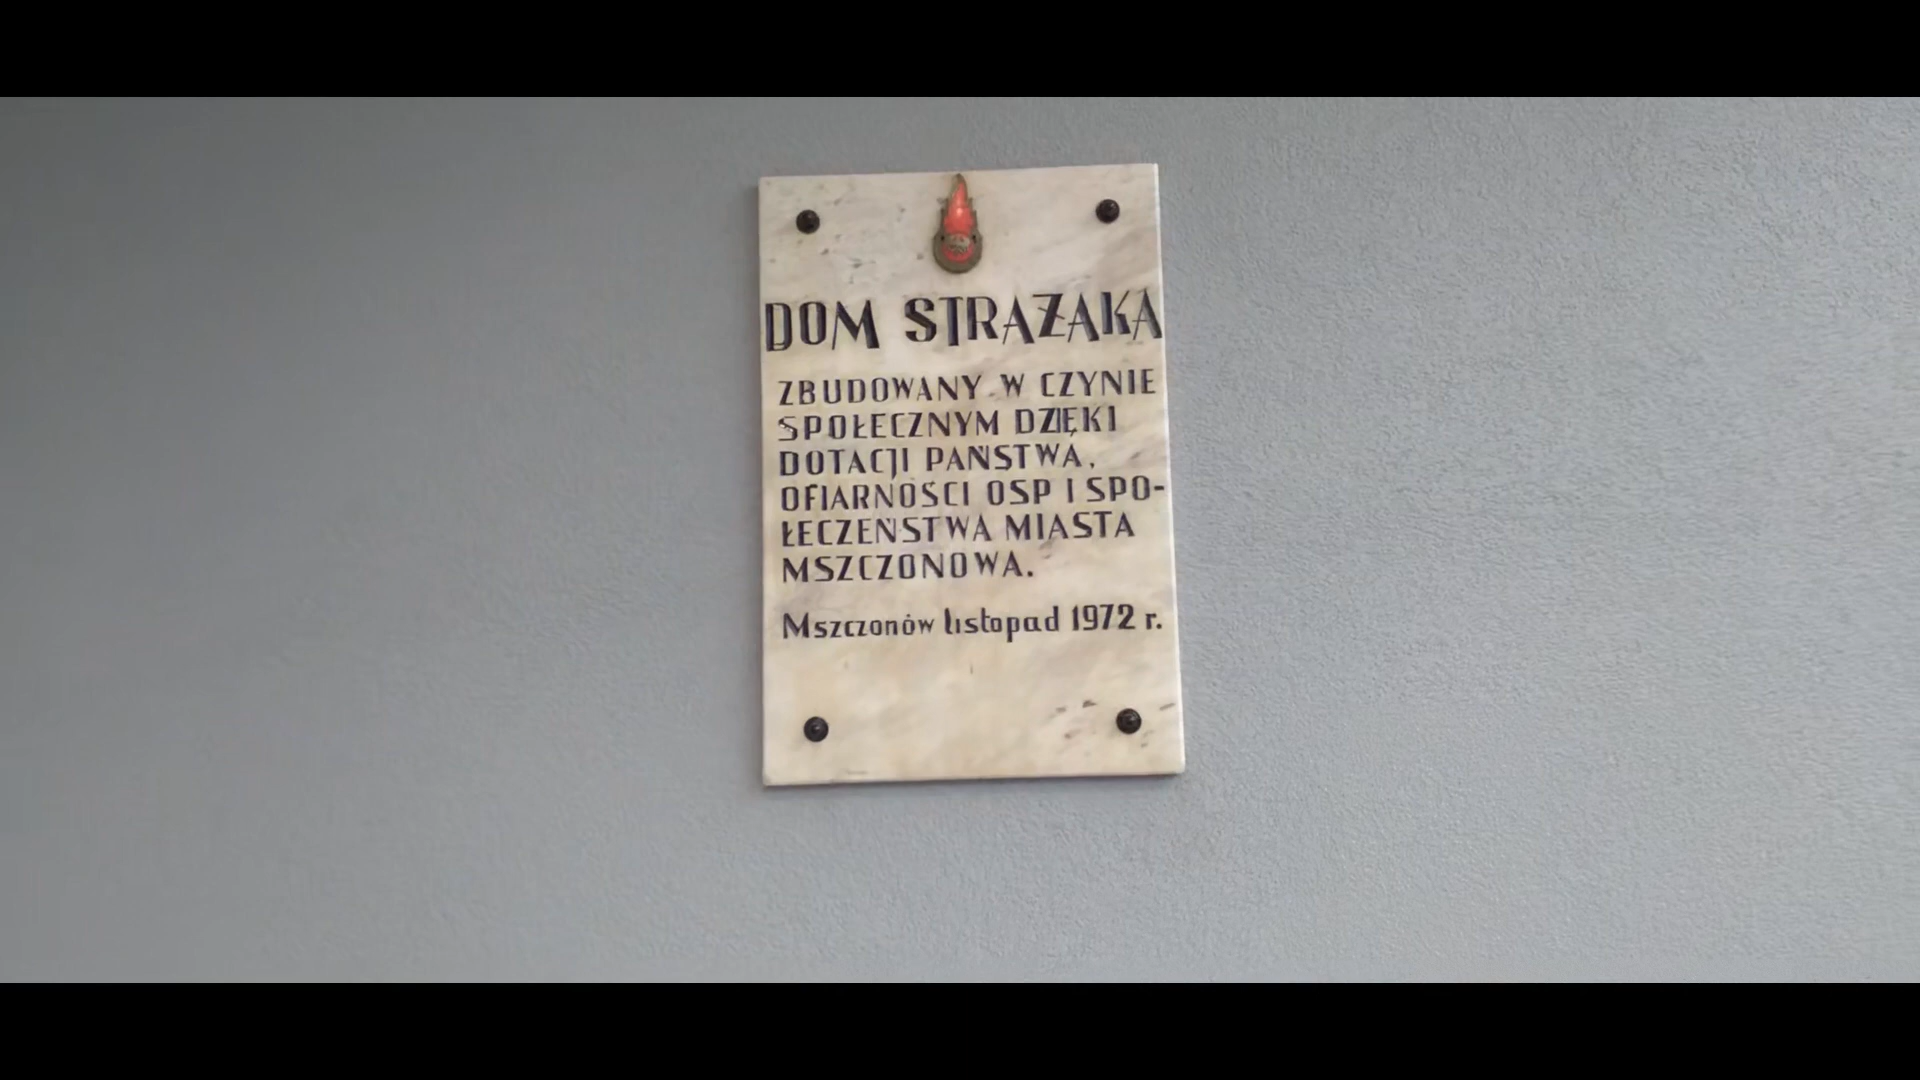 DOM STRAŻAKA
ZBUDOWANY W CZYNIE
SPOŁECZNYM DZIĘKI
DOTACJI PAŃSTWA,
OFIARNOŚCI OSP I SPO-
ŁECZEŃSTWA MIASTA
MSZCZONOWA.
Mszczonów listopad 1972 r.